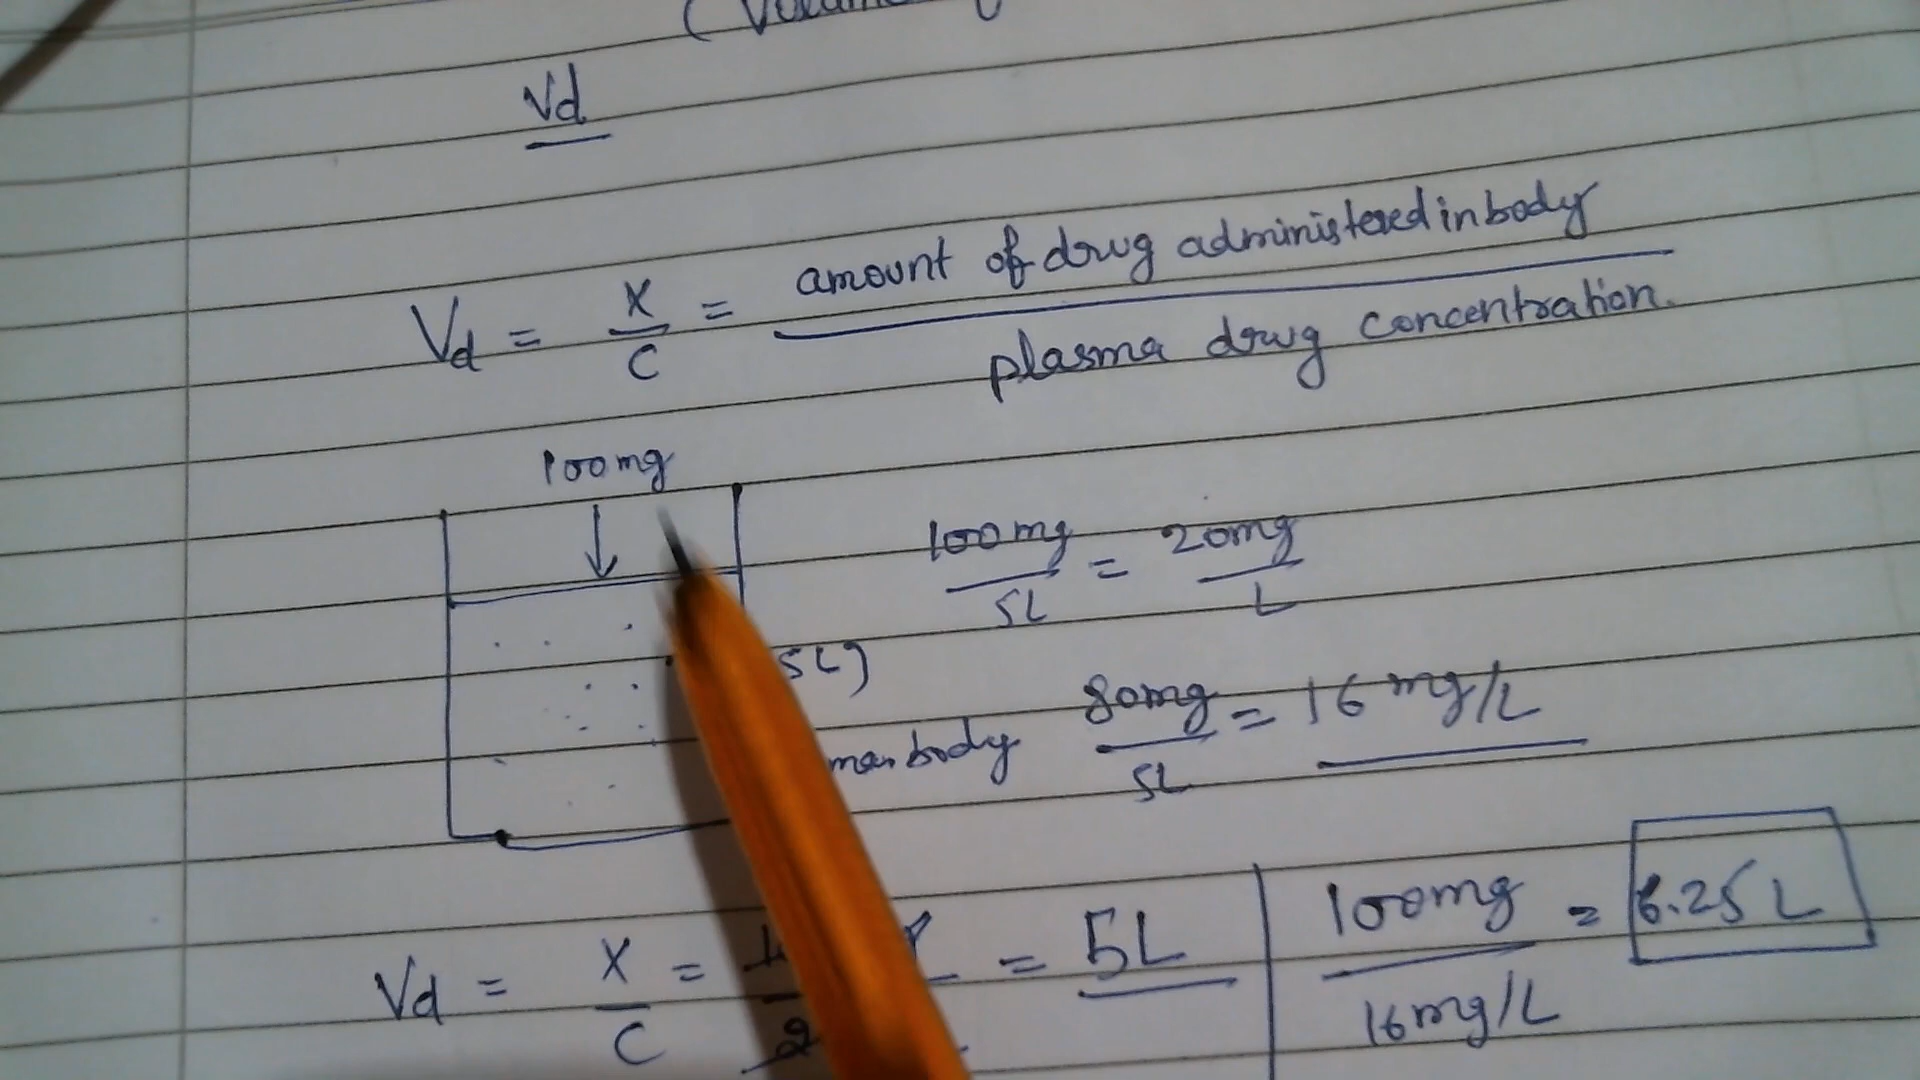 Vd
Vd = X/C = amount of drug administered in body / plasma drug concentration.
100mg
100mg/5L = 20mg/L
5L)
body 80mg/5L = 16 mg/L
Vd = X/C = = 5L
100mg/16mg/L = 6.25 L